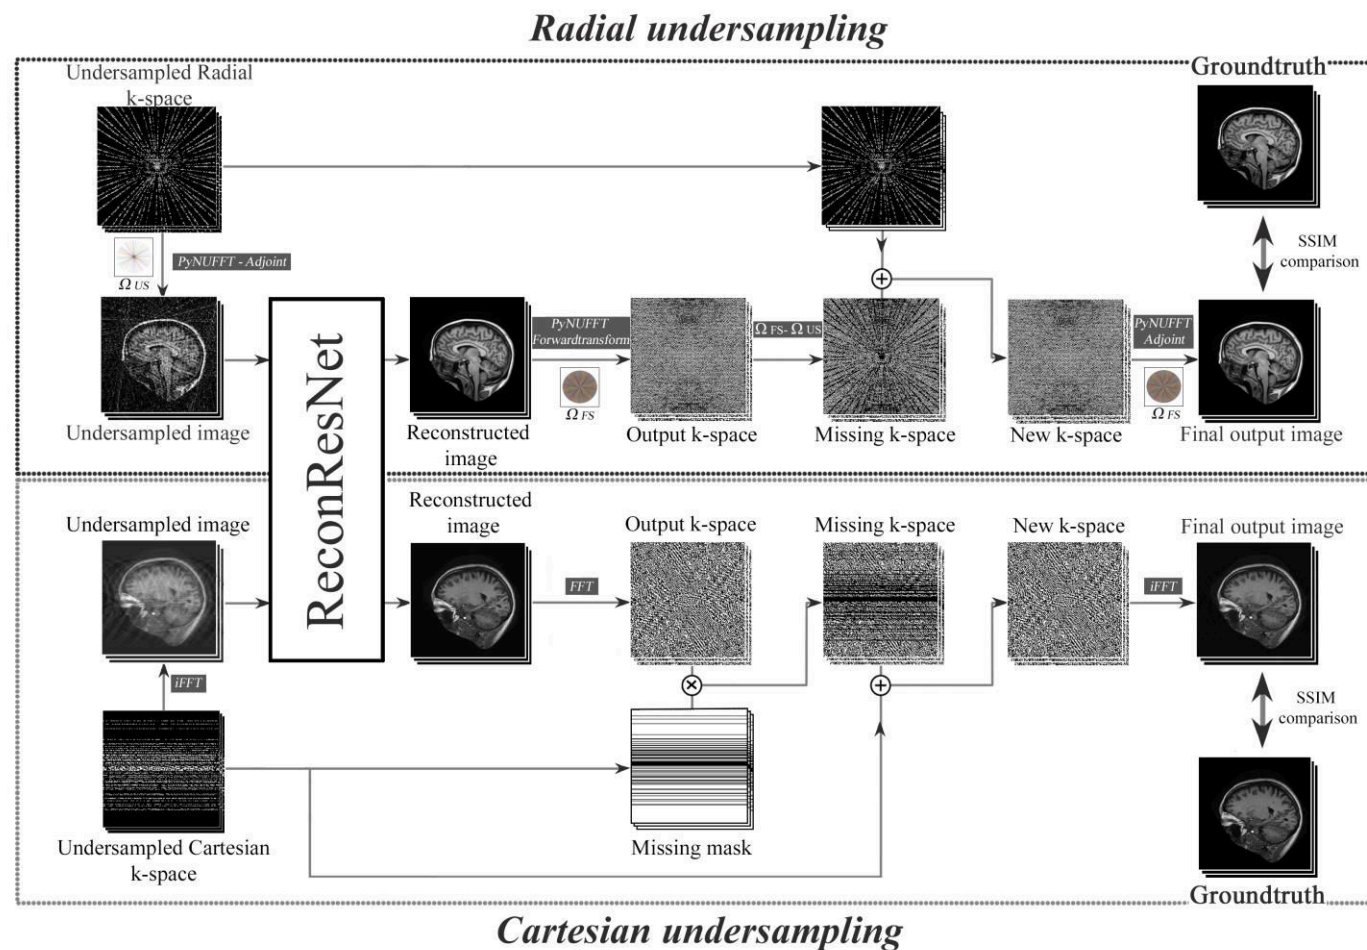 Radial undersampling
Undersampled Radial
k-space
Groundtruth
PyNUFFT - Adjoint
Ω US
SSIM
comparison
ReconResNet
PyNUFFT
Forwardtransform
Ω FS
Ω FS- Ω US
PyNUFFT
Adjoint
Ω FS
Undersampled image
Reconstructed
image
Output k-space
Missing k-space
New k-space
Final output image
Undersampled image
Reconstructed
image
Output k-space
Missing k-space
New k-space
Final output image
FFT
iFFT
iFFT
SSIM
comparison
Undersampled Cartesian
k-space
Missing mask
Groundtruth
Cartesian undersampling